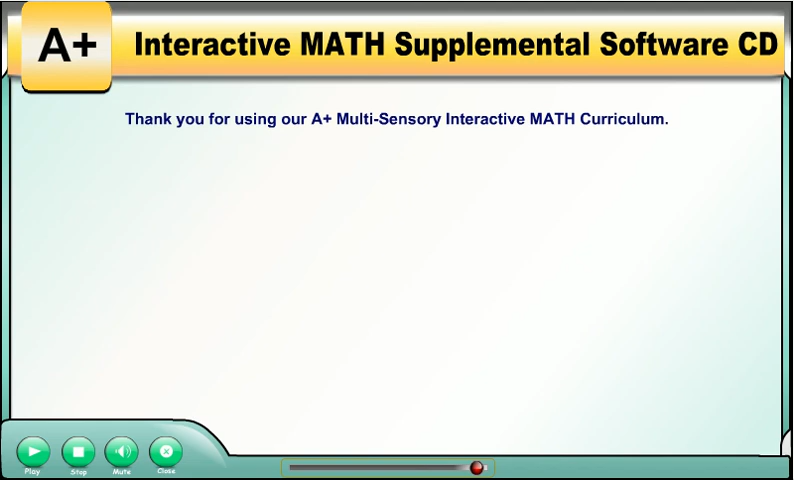 A+ Interactive MATH Supplemental Software CD
Thank you for using our A+ Multi-Sensory Interactive MATH Curriculum.
Play Stop Mute Close